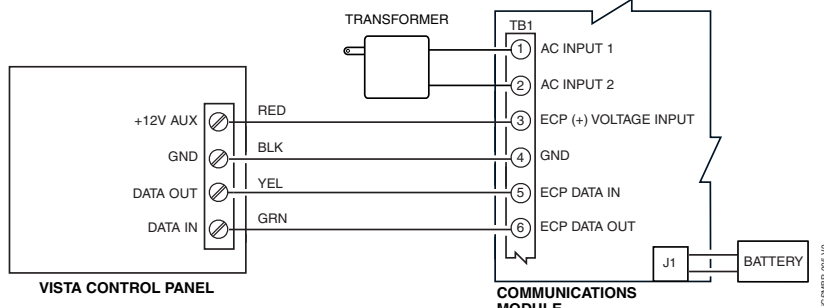 TRANSFORMER
TB1
1 AC INPUT 1
2 AC INPUT 2
+12V AUX RED 3 ECP (+) VOLTAGE INPUT
GND BLK 4 GND
DATA OUT YEL 5 ECP DATA IN
DATA IN GRN 6 ECP DATA OUT
J1 BATTERY
VISTA CONTROL PANEL
COMMUNICATIONS
MODULE